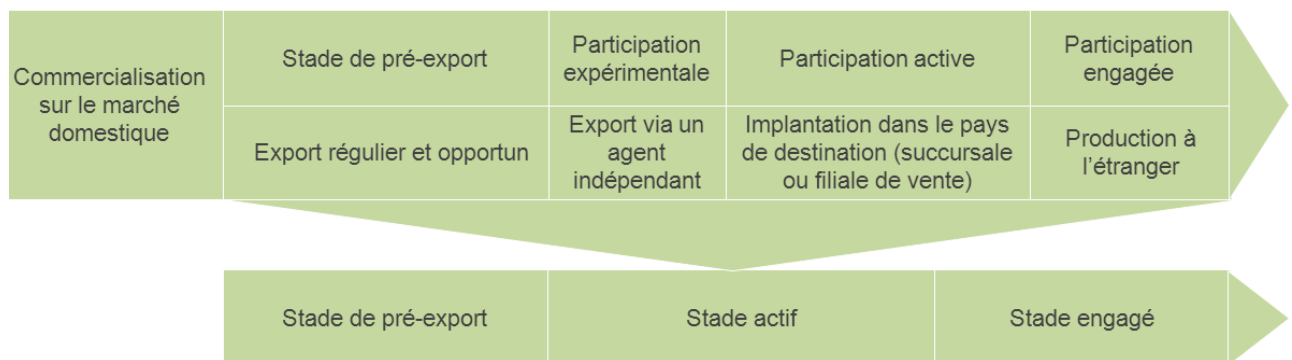 Commercialisation
sur le marché
domestique
Stade de pré-export
Participation
expérimentale
Participation active
Participation
engagée
Export régulier et opportun
Export via un
agent
indépendant
Implantation dans le pays
de destination (succursale
ou filiale de vente)
Production à
l’étranger
Stade de pré-export
Stade actif
Stade engagé